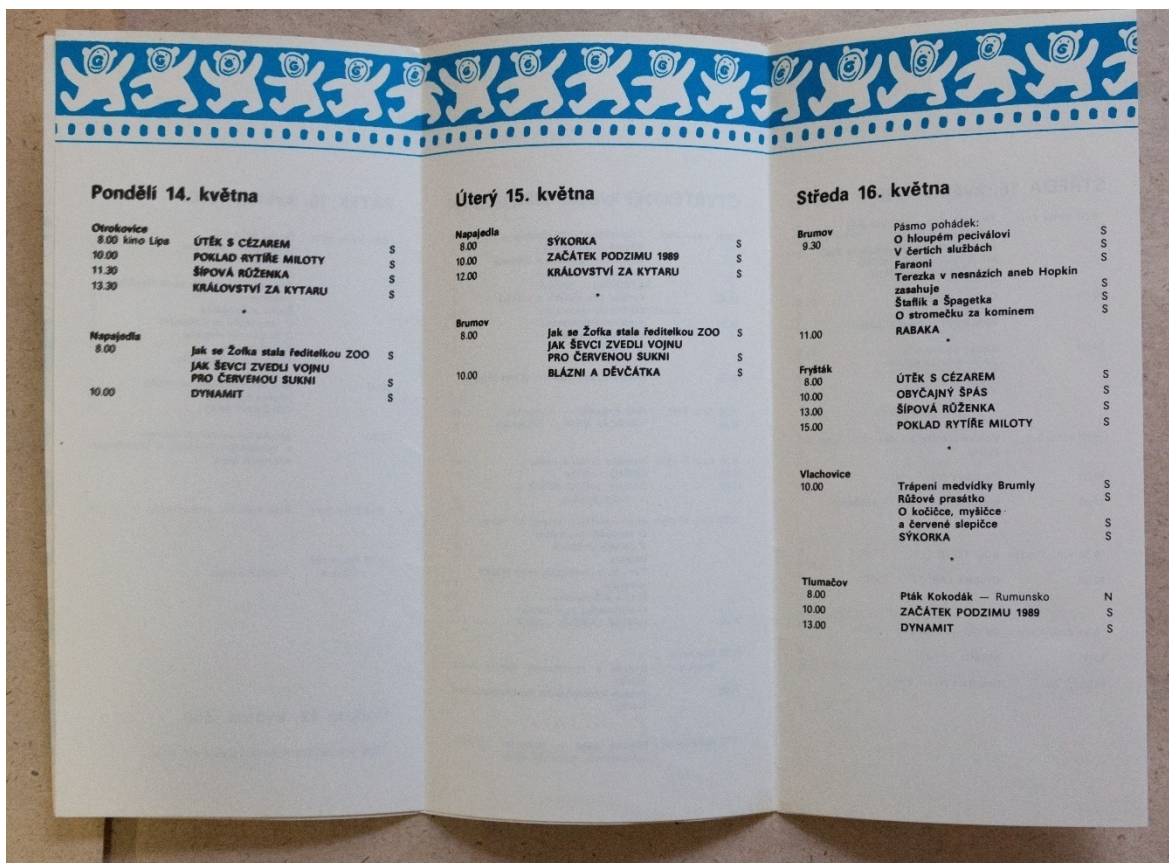 Pondělí 14. května
Otrokovice
8.00 kino Lips ÚTĚK S CÉZAREM S
10.00 POKLAD RYTÍŘE MILOTY S
11.30 ŠÍPOVÁ RŮŽENKA S
13.30 KRÁLOVSTVÍ ZA KYTARU S
Napajedla
8.00 Jak se Žofka stala ředitelkou ZOO S
JAK ŠEVCI ZVEDLI VOJNU
PRO ČERVENOU SUKNI S
10.00 DYNAMIT S
Úterý 15. května
Napajedla
8.00 SÝKORKA S
10.00 ZAČÁTEK PODZIMU 1989 S
12.00 KRÁLOVSTVÍ ZA KYTARU S
Brumov
8.00 Jak se Žofka stala ředitelkou ZOO S
JAK ŠEVCI ZVEDLI VOJNU
PRO ČERVENOU SUKNI S
10.00 BLÁZNI A DĚVČÁTKA S
Středa 16. května
Brumov Pásmo pohádek:
9.30 O hloupém peciválovi S
V čertích službách S
Faraoni S
Terezka v nesnázích aneb Hopkin
zasahuje S
Štaflík a Špagetka S
O stromečku za komínem S
11.00 RABAKA
Fryšták
8.00 ÚTĚK S CÉZAREM S
10.00 OBYČAJNÝ ŠPÁS S
13.00 ŠÍPOVÁ RŮŽENKA S
15.00 POKLAD RYTÍŘE MILOTY S
Vlachovice
10.00 Trápení medvídky Brumly S
Růžové prasátko S
O kočičce, myšičce
a červené slepičce S
SÝKORKA S
Tlumačov
8.00 Pták Kokodák — Rumunsko N
10.00 ZAČÁTEK PODZIMU 1989 S
13.00 DYNAMIT S